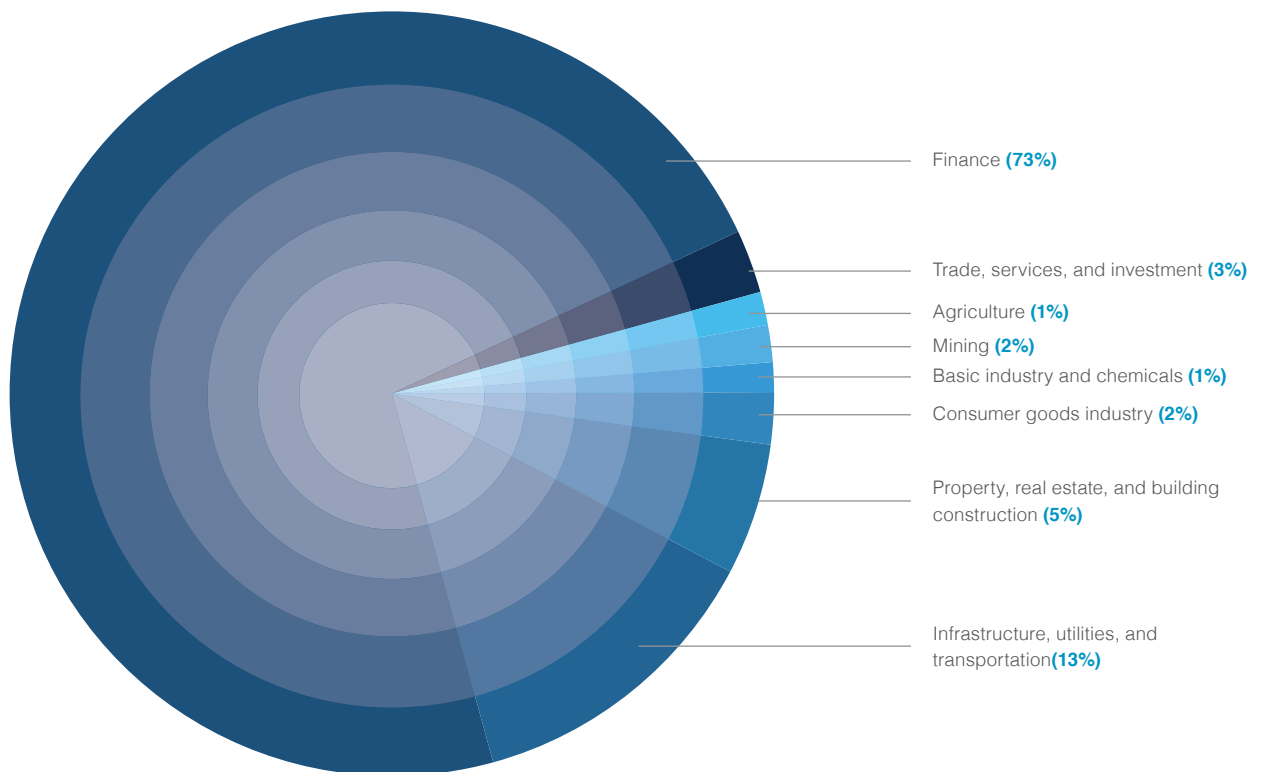 Finance (73%)
Trade, services, and investment (3%)
Agriculture (1%)
Mining (2%)
Basic industry and chemicals (1%)
Consumer goods industry (2%)
Property, real estate, and building
construction (5%)
Infrastructure, utilities, and
transportation(13%)